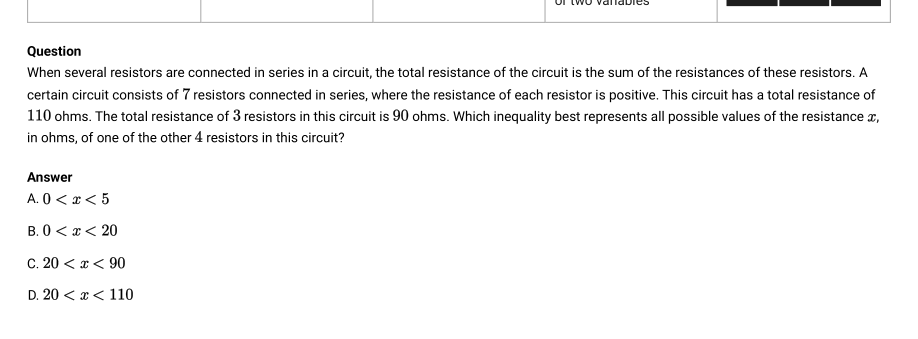 of two variables
Question
When several resistors are connected in series in a circuit, the total resistance of the circuit is the sum of the resistances of these resistors. A
certain circuit consists of 7 resistors connected in series, where the resistance of each resistor is positive. This circuit has a total resistance of
110 ohms. The total resistance of 3 resistors in this circuit is 90 ohms. Which inequality best represents all possible values of the resistance x,
in ohms, of one of the other 4 resistors in this circuit?
Answer
A. 0 < x < 5
B. 0 < x < 20
C. 20 < x < 90
D. 20 < x < 110